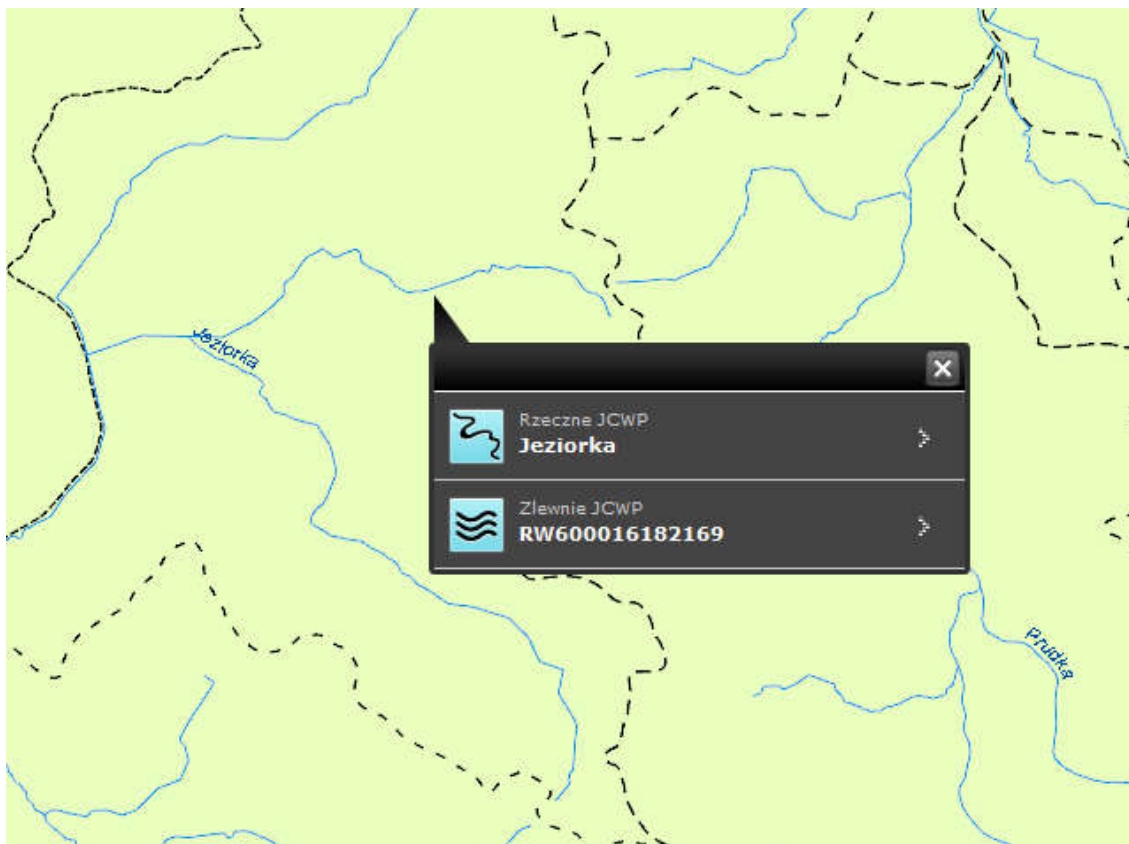 Jeziorka
Rzeczne JCWP
Jeziorka
Zlewnie JCWP
RW600016182169
Prudka